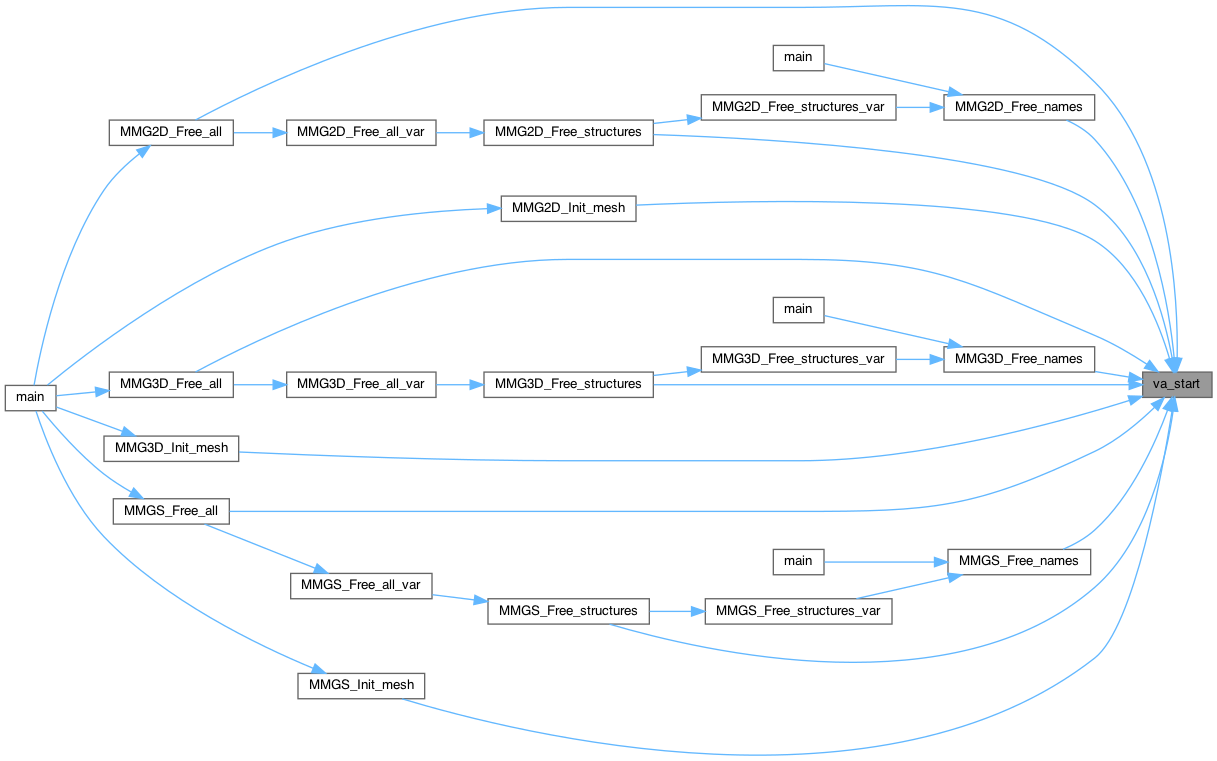 main
MMG2D_Free_structures_var
MMG2D_Free_names
MMG2D_Free_all
MMG2D_Free_all_var
MMG2D_Free_structures
MMG2D_Init_mesh
main
MMG3D_Free_structures_var
MMG3D_Free_names
main
MMG3D_Free_all
MMG3D_Free_all_var
MMG3D_Free_structures
va_start
MMG3D_Init_mesh
MMGS_Free_all
main
MMGS_Free_names
MMGS_Free_all_var
MMGS_Free_structures
MMGS_Free_structures_var
MMGS_Init_mesh